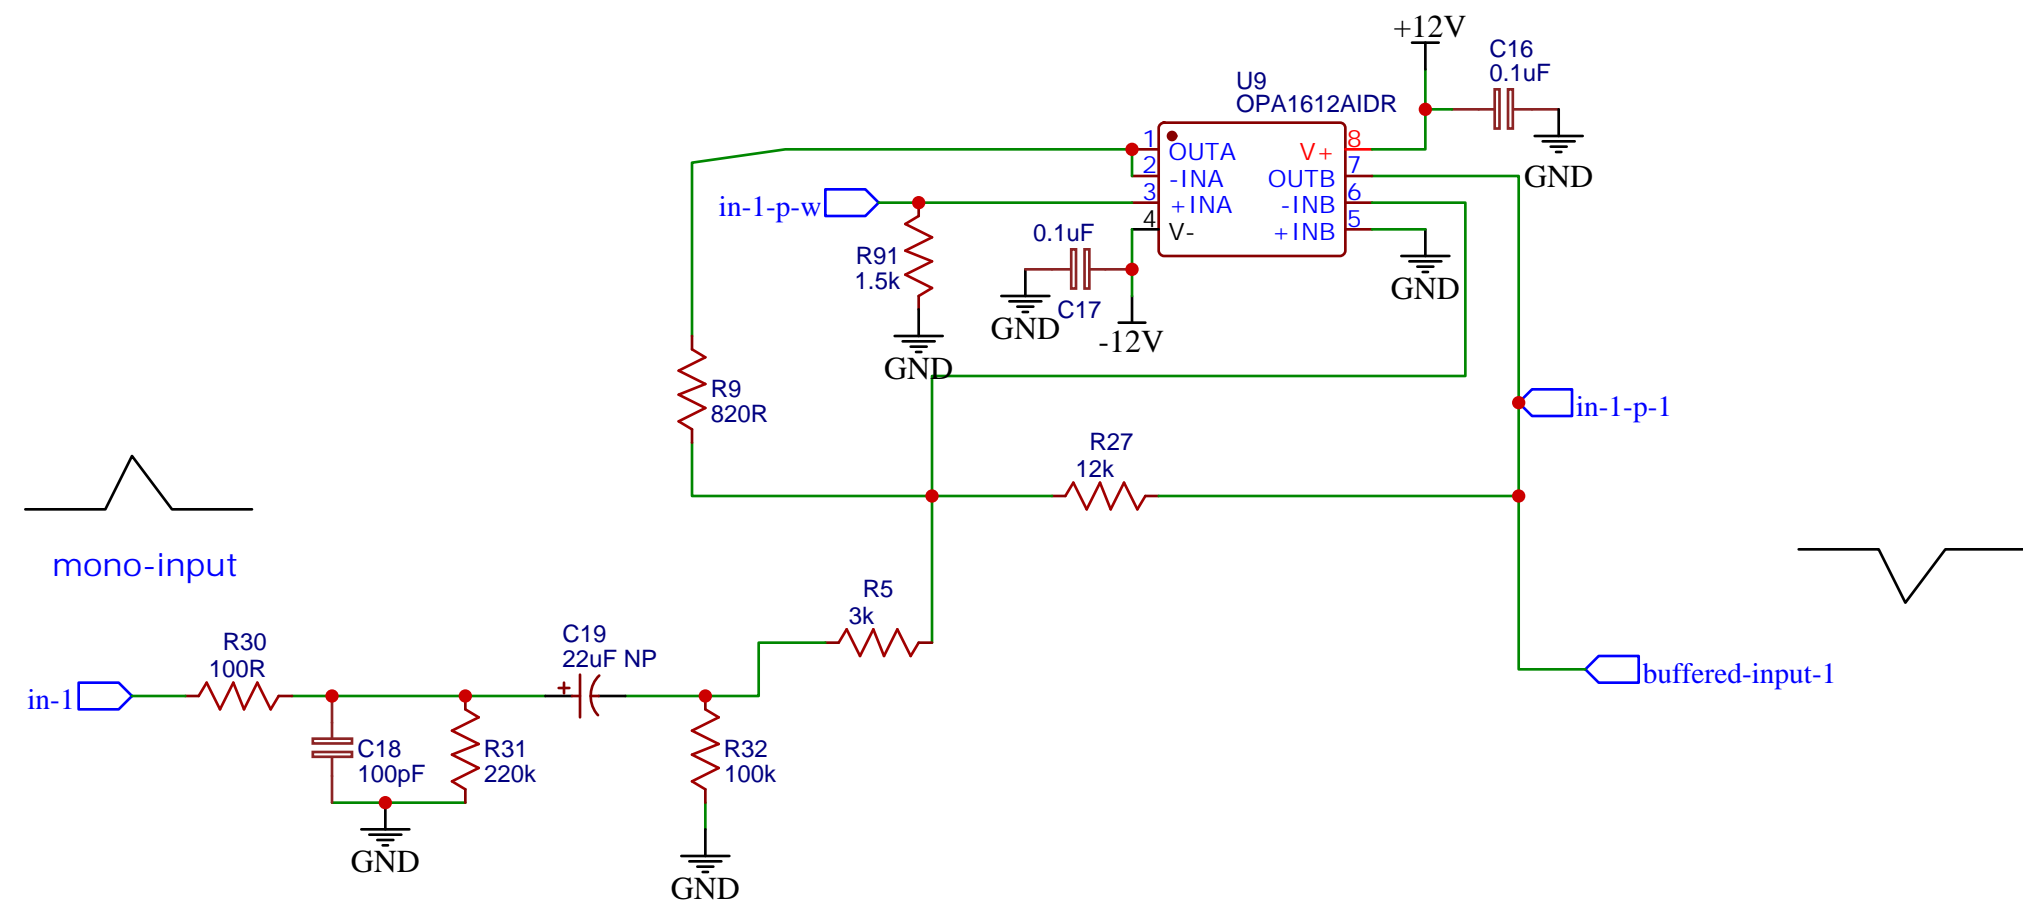 +12V
C16
0.1uF
GND
U9
OPA1612AIDR
1
OUTA
2
-INA
3
+INA
4
V-
8
V+
7
OUTB
6
-INB
5
+INB
in-1-p-w
R91
1.5k
GND
0.1uF
C17
GND
-12V
GND
R9
820R
in-1-p-1
R27
12k
mono-input
R5
3k
R30
100R
C19
22uF NP
+
in-1
buffered-input-1
C18
100pF
R31
220k
R32
100k
GND
GND